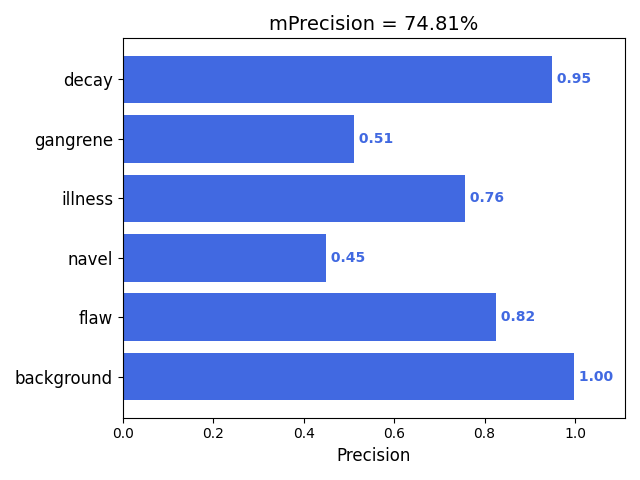 mPrecision = 74.81%
decay 0.95
gangrene 0.51
illness 0.76
navel 0.45
flaw 0.82
background 1.00
0.0 0.2 0.4 0.6 0.8 1.0
Precision